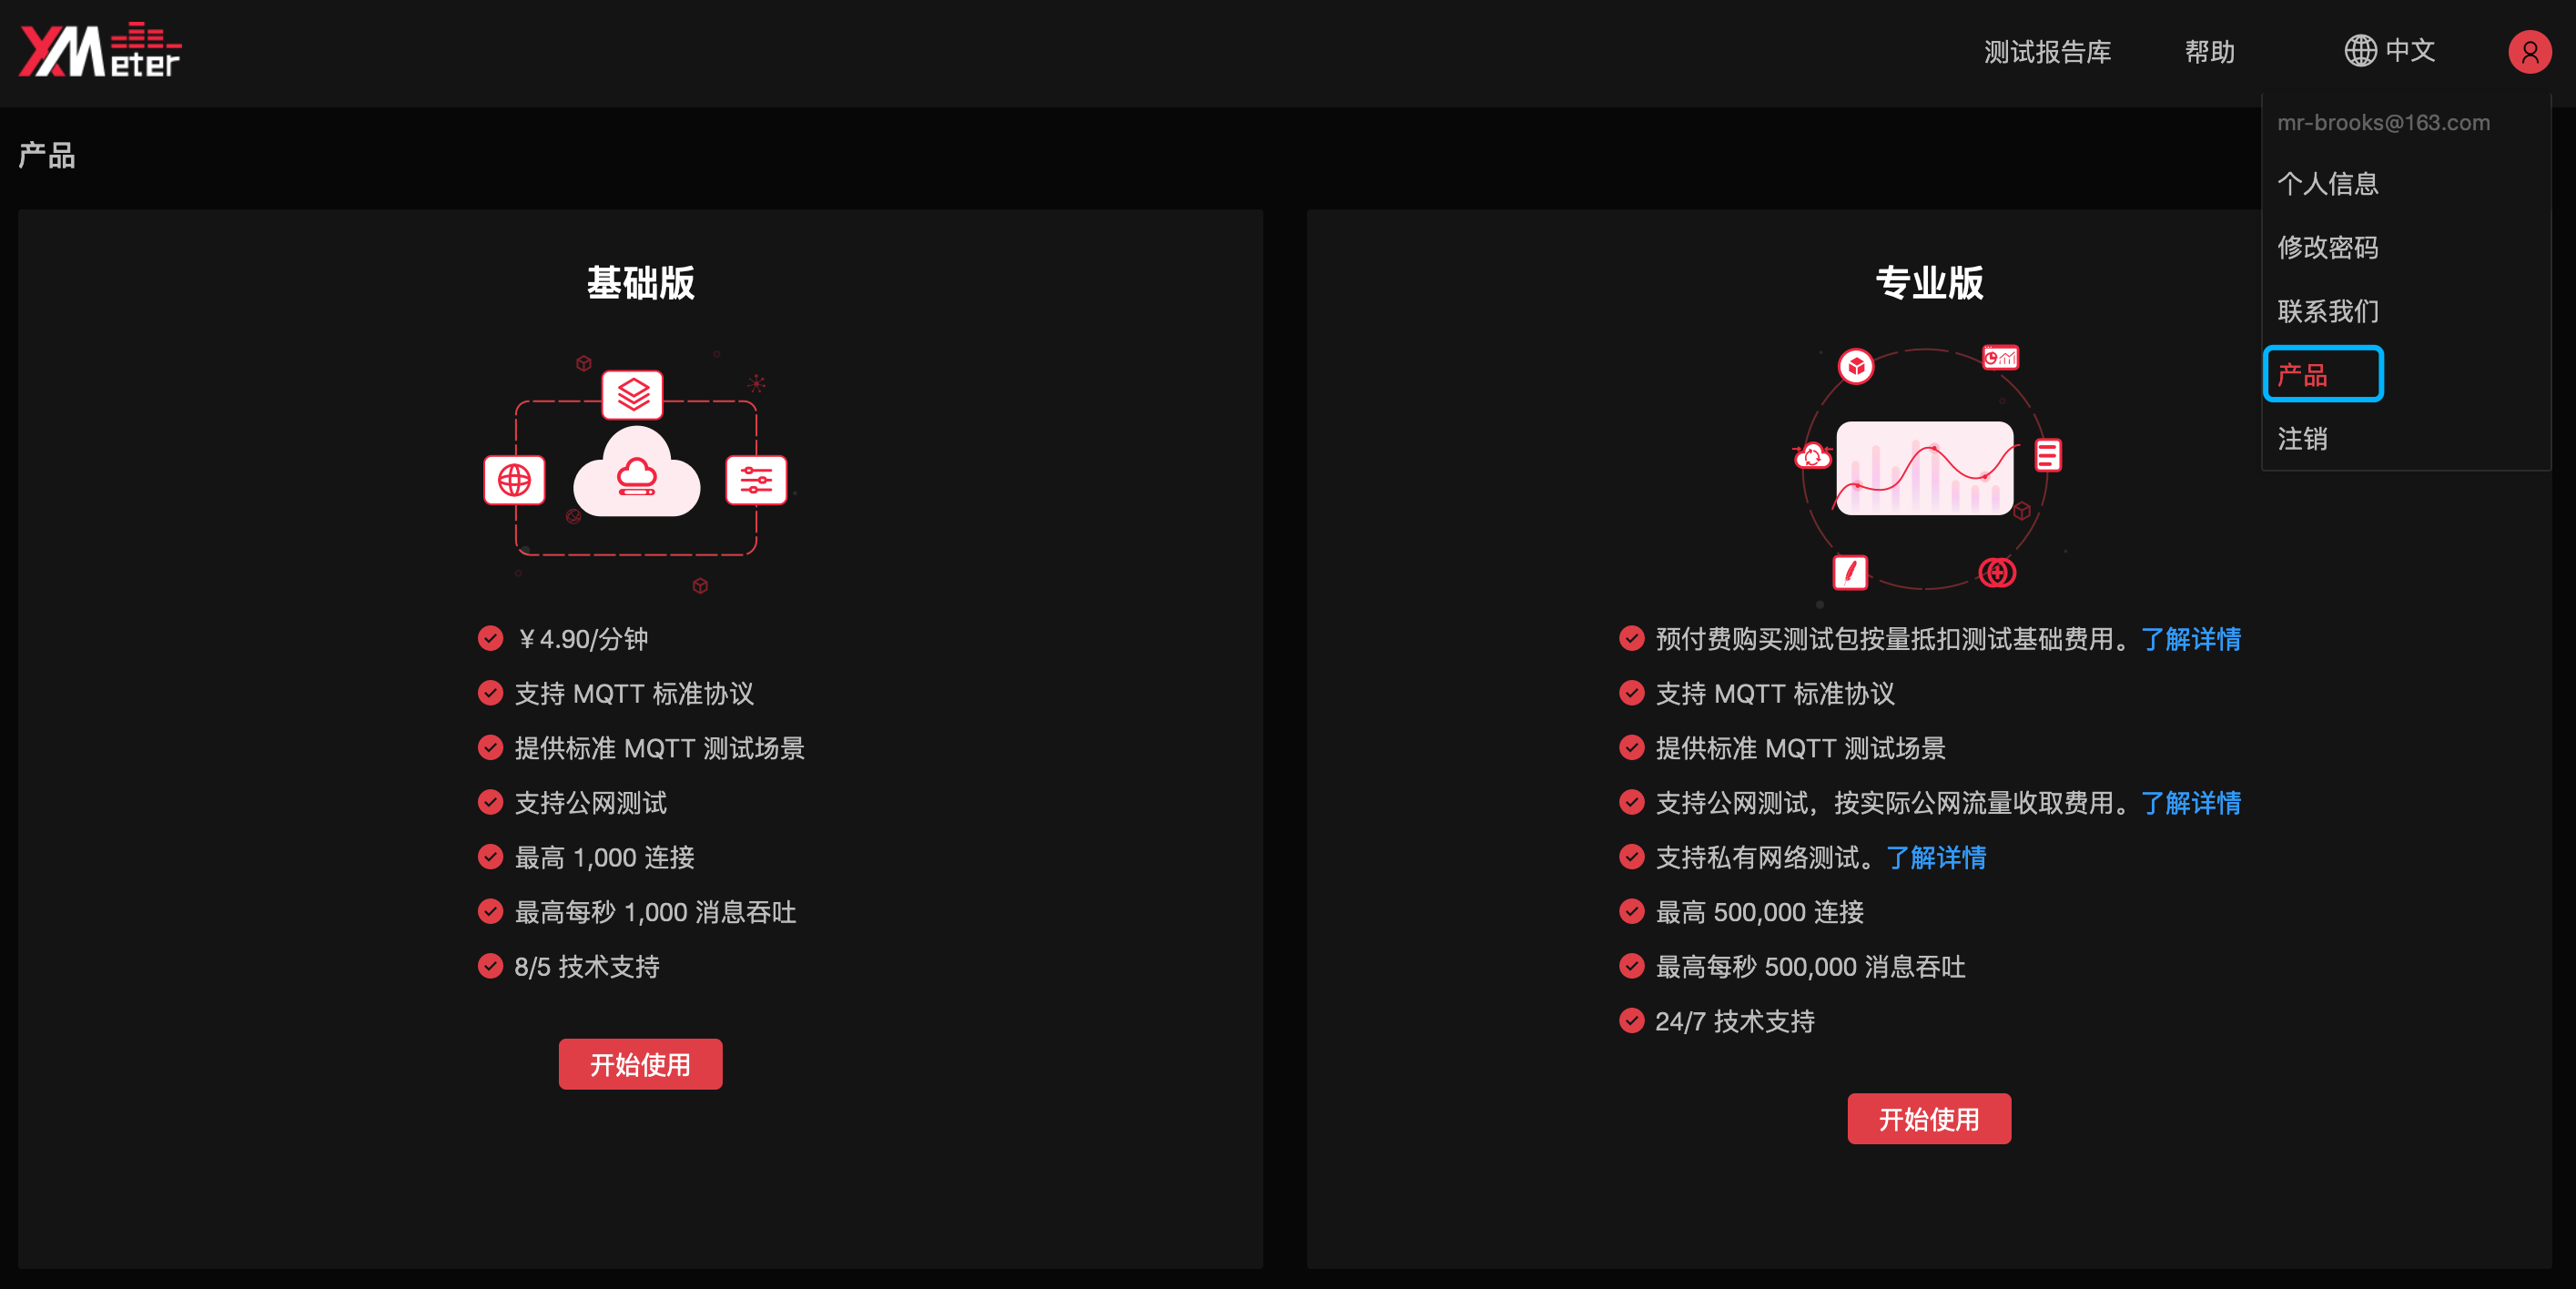 XMeter
测试报告库
帮助
中文
mr-brooks@163.com
个人信息
修改密码
联系我们
产品
注销
产品
基础版
￥4.90/分钟
支持 MQTT 标准协议
提供标准 MQTT 测试场景
支持公网测试
最高 1,000 连接
最高每秒 1,000 消息吞吐
8/5 技术支持
开始使用
专业版
预付费购买测试包按量抵扣测试基础费用。了解详情
支持 MQTT 标准协议
提供标准 MQTT 测试场景
支持公网测试，按实际公网流量收取费用。了解详情
支持私有网络测试。了解详情
最高 500,000 连接
最高每秒 500,000 消息吞吐
24/7 技术支持
开始使用